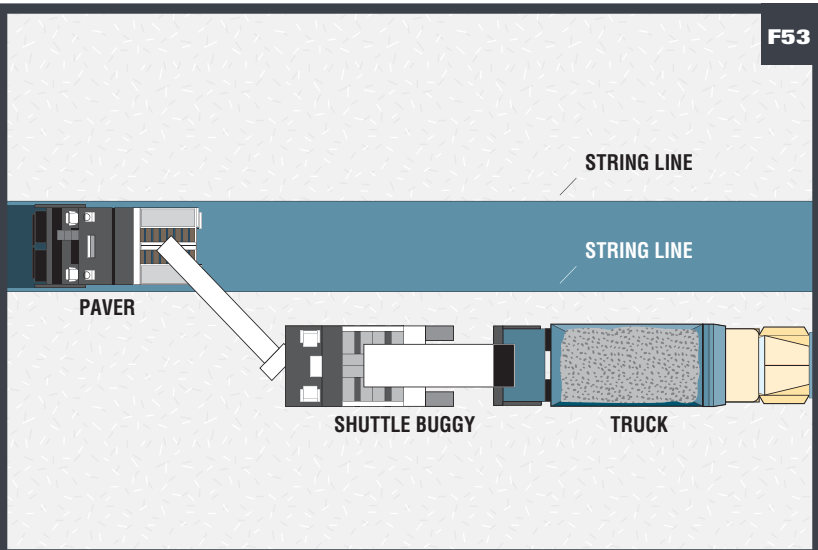 F53
STRING LINE
STRING LINE
PAVER
SHUTTLE BUGGY
TRUCK